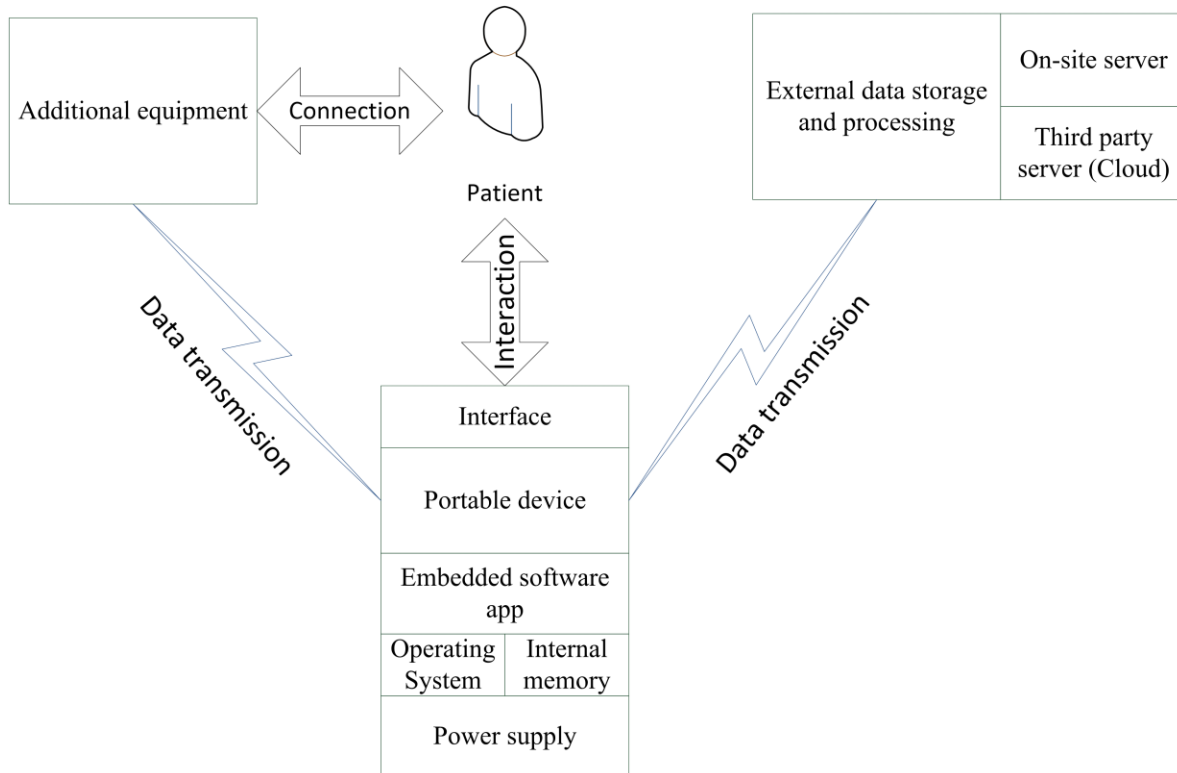 Additional equipment
Connection
Patient
External data storage
and processing
On-site server
Third party
server (Cloud)
Data transmission
Interaction
Data transmission
Interface
Portable device
Embedded software
app
Operating
System
Internal
memory
Power supply